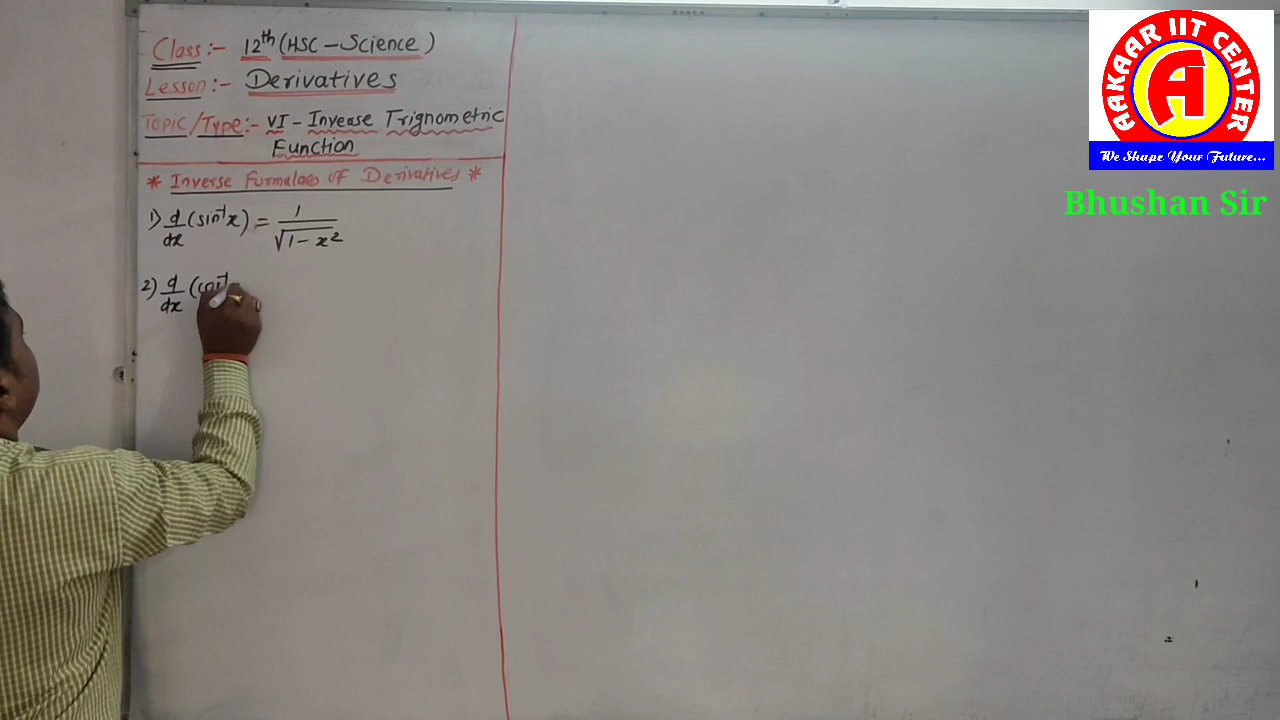 Class:- 12th (HSC - Science)
Lesson:- Derivatives
Topic/Type:- VI - Inverse Trignometric
Function
* Inverse Formulaes Of Derivatives *
1) d/dx (sin⁻¹x) = 1/√1-x²
2) d/dx (cos⁻¹
AAKAAR IIT CENTER
A
We Shape Your Future...
Bhushan Sir